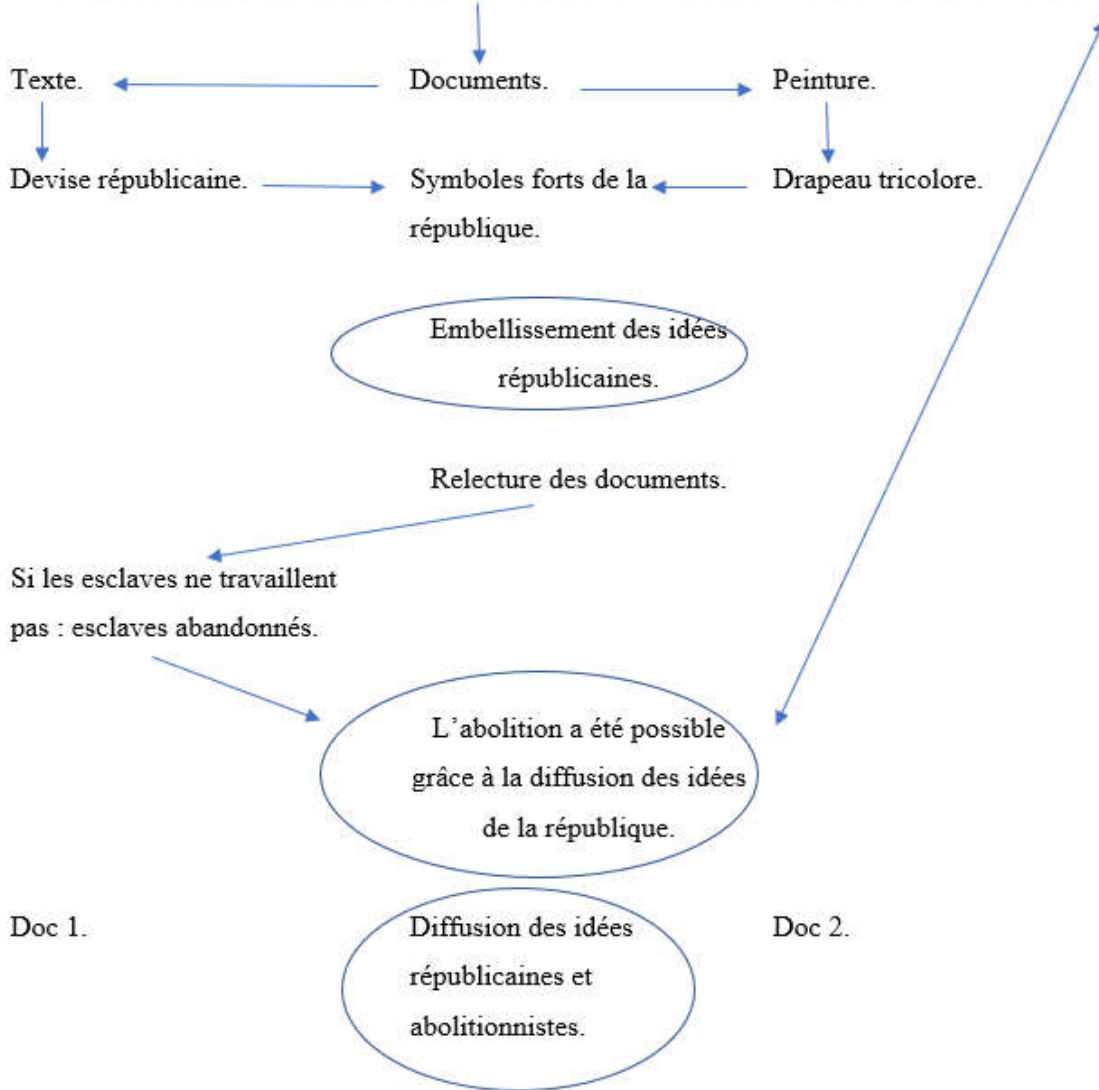 Texte.
Documents.
Peinture.
Devise républicaine.
Symboles forts de la
république.
Drapeau tricolore.
Embellissement des idées
républicaines.
Relecture des documents.
Si les esclaves ne travaillent
pas : esclaves abandonnés.
L'abolition a été possible
grâce à la diffusion des idées
de la république.
Doc 1.
Diffusion des idées
républicaines et
abolitionnistes.
Doc 2.